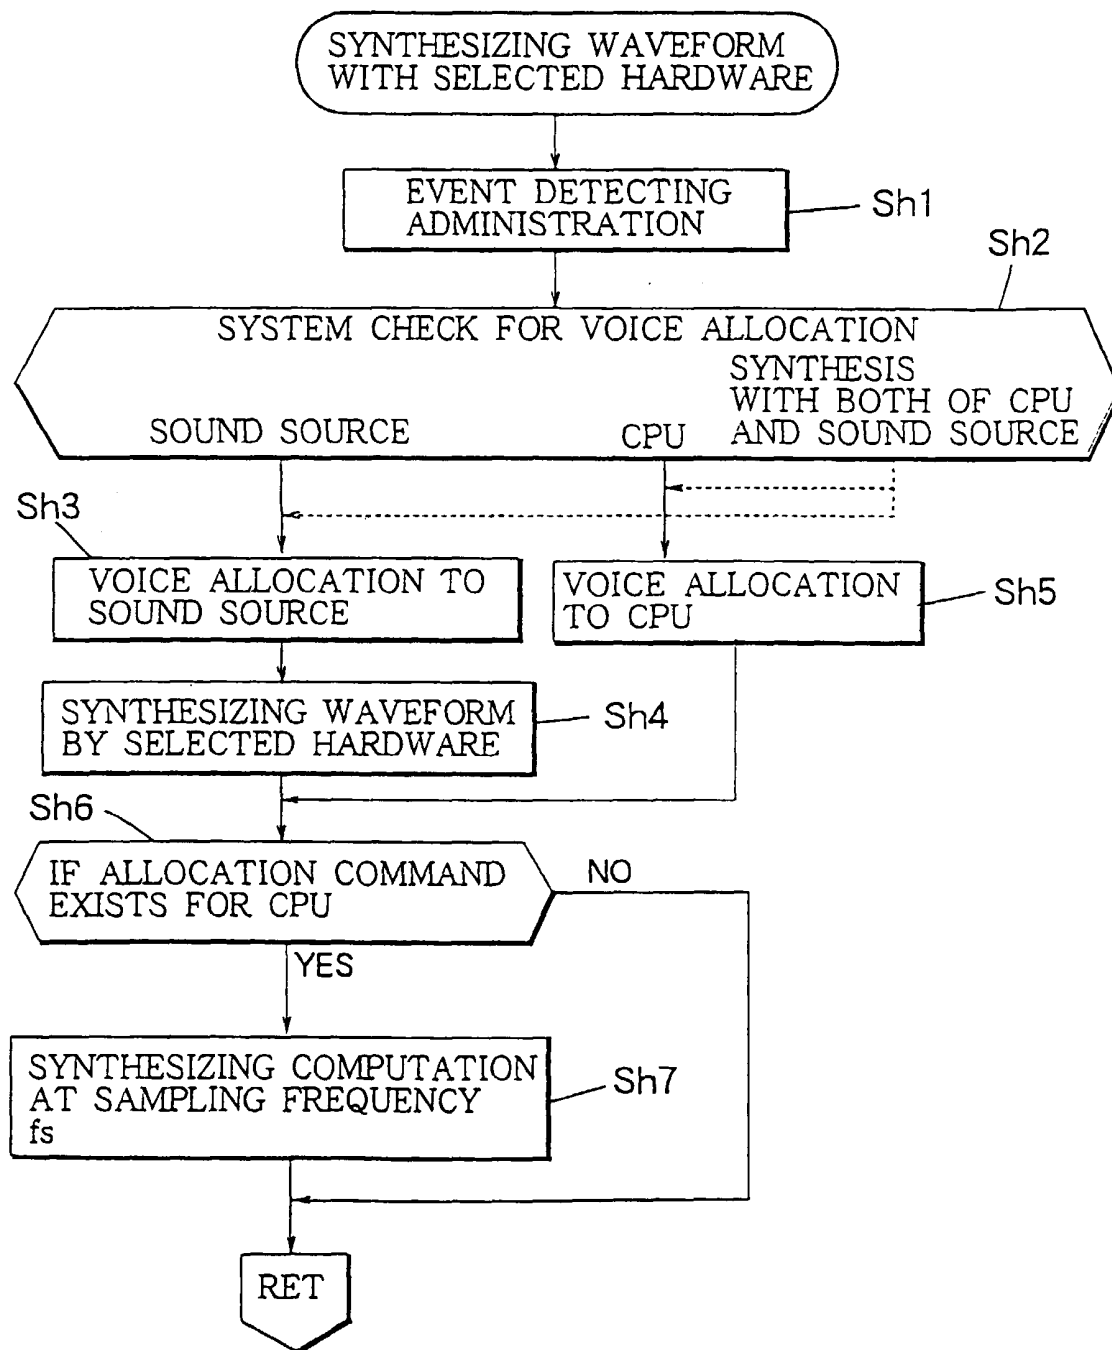 SYNTHESIZING WAVEFORM
WITH SELECTED HARDWARE
EVENT DETECTING
ADMINISTRATION
Sh1
Sh2
SYSTEM CHECK FOR VOICE ALLOCATION
SOUND SOURCE
CPU
SYNTHESIS
WITH BOTH OF CPU
AND SOUND SOURCE
Sh3
VOICE ALLOCATION TO
SOUND SOURCE
VOICE ALLOCATION
TO CPU
Sh5
SYNTHESIZING WAVEFORM
BY SELECTED HARDWARE
Sh4
Sh6
IF ALLOCATION COMMAND
EXISTS FOR CPU
NO
YES
SYNTHESIZING COMPUTATION
AT SAMPLING FREQUENCY
fs
Sh7
RET